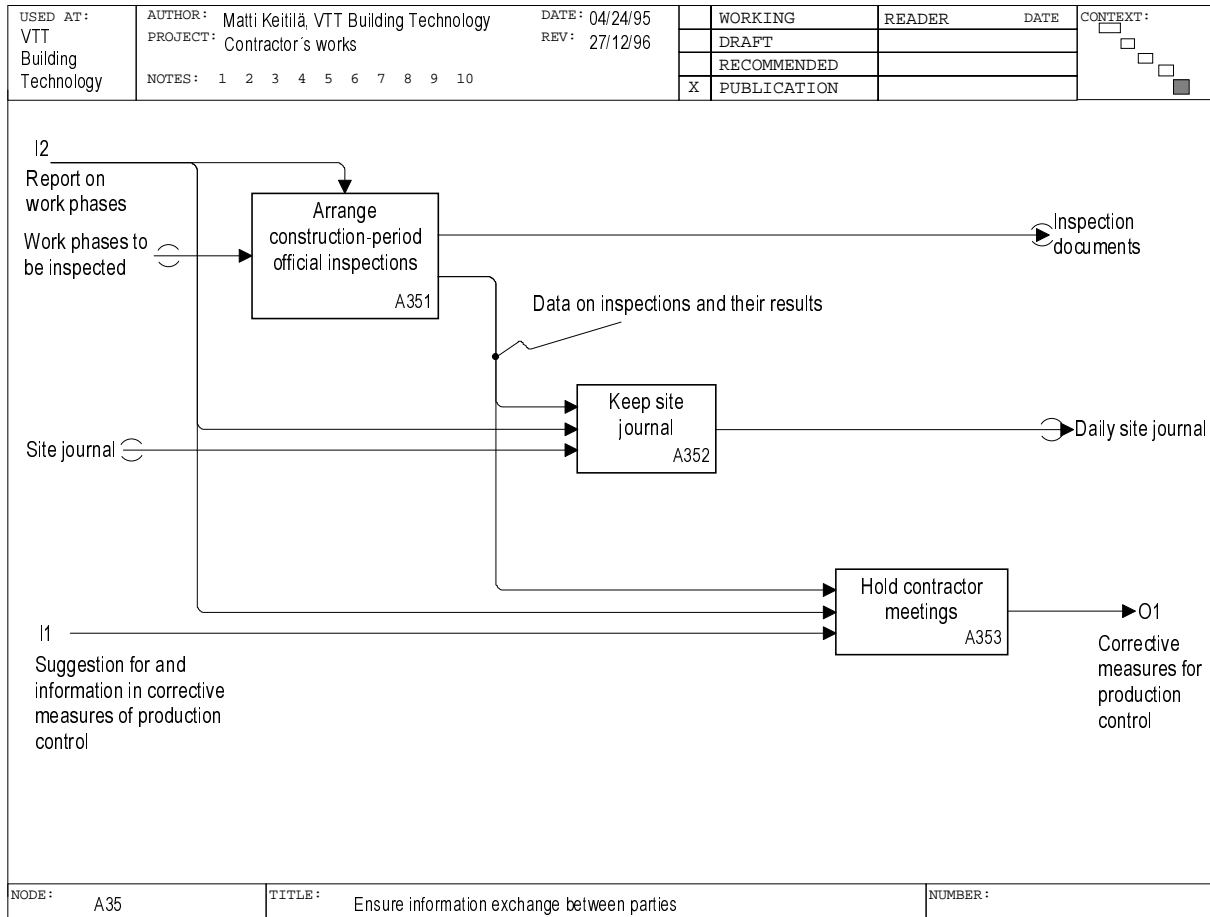 USED AT:
VTT
Building
Technology
AUTHOR: Matti Keitilä, VTT Building Technology
PROJECT: Contractor´s works
NOTES: 1 2 3 4 5 6 7 8 9 10
DATE: 04/24/95
REV: 27/12/96
WORKING
DRAFT
RECOMMENDED
X PUBLICATION
READER DATE
CONTEXT:
I2
Report on
work phases
Work phases to
be inspected
Arrange
construction-period
official inspections
A351
Inspection
documents
Data on inspections and their results
Keep site
journal
A352
Site journal
Daily site journal
Hold contractor
meetings
A353
I1
Suggestion for and
information in corrective
measures of production
control
O1
Corrective
measures for
production
control
NODE: A35
TITLE: Ensure information exchange between parties
NUMBER: